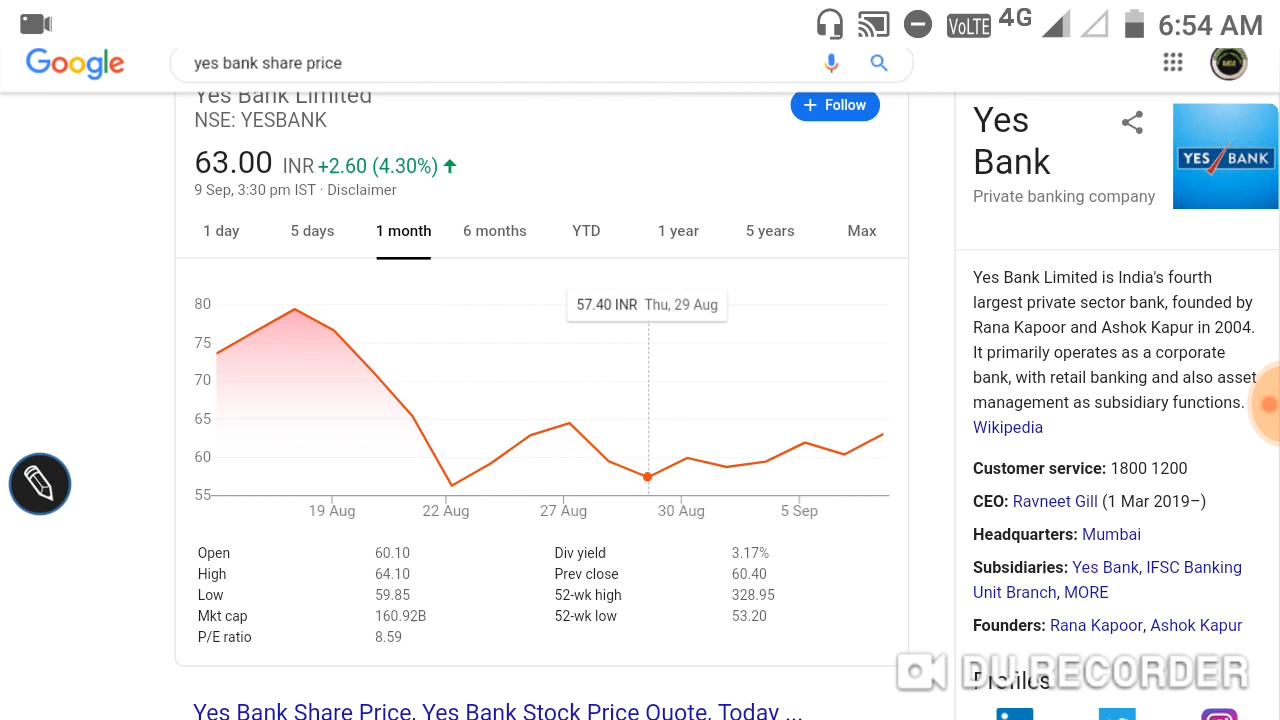 VoLTE 4G 6:54 AM
Google yes bank share price
Yes Bank Limited
NSE: YESBANK
+ Follow
63.00 INR +2.60 (4.30%)
9 Sep, 3:30 pm IST · Disclaimer
1 day 5 days 1 month 6 months YTD 1 year 5 years Max
57.40 INR Thu, 29 Aug
80
75
70
65
60
55
19 Aug 22 Aug 27 Aug 30 Aug 5 Sep
Open 60.10 Div yield 3.17%
High 64.10 Prev close 60.40
Low 59.85 52-wk high 328.95
Mkt cap 160.92B 52-wk low 53.20
P/E ratio 8.59
Yes Bank Share Price, Yes Bank Stock Price Quote, Today ...
Yes
Bank
Private banking company
YES BANK
Yes Bank Limited is India's fourth
largest private sector bank, founded by
Rana Kapoor and Ashok Kapur in 2004.
It primarily operates as a corporate
bank, with retail banking and also asset
management as subsidiary functions.
Wikipedia
Customer service: 1800 1200
CEO: Ravneet Gill (1 Mar 2019–)
Headquarters: Mumbai
Subsidiaries: Yes Bank, IFSC Banking
Unit Branch, MORE
Founders: Rana Kapoor, Ashok Kapur
Profiles
DU RECORDER